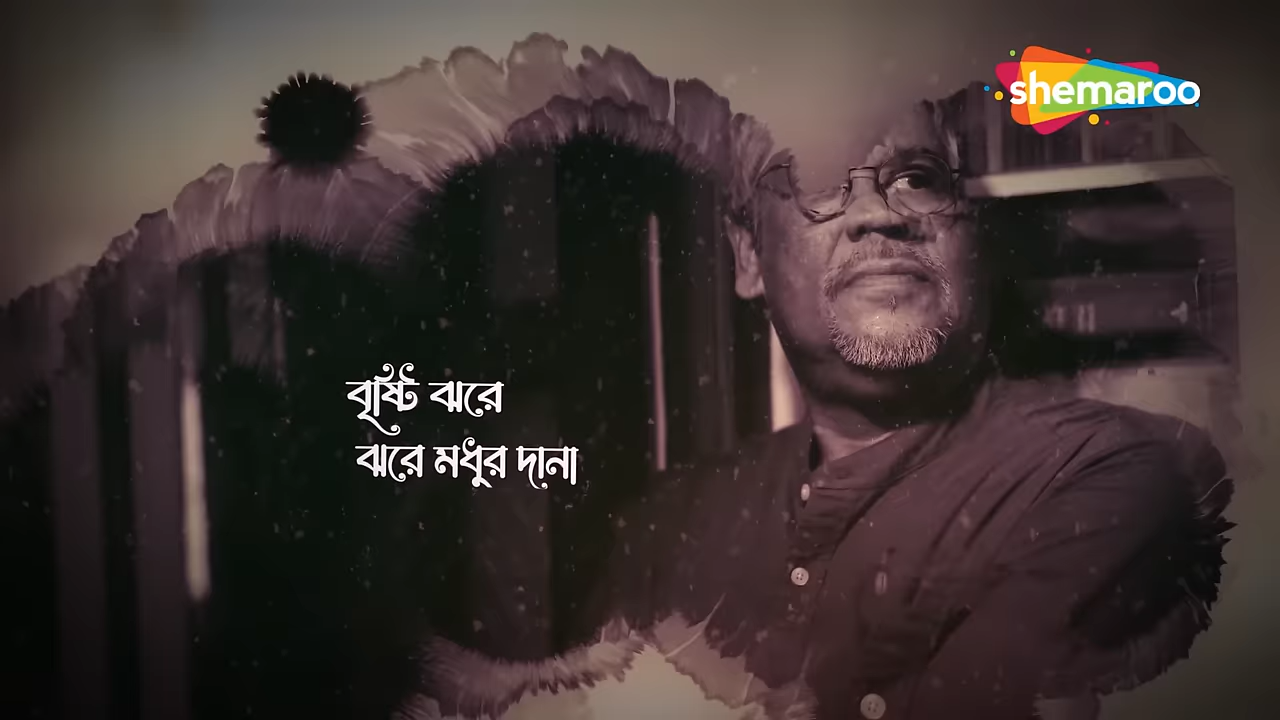 shemaroo
বৃষ্টি ঝরে
ঝরে মধুর দানা